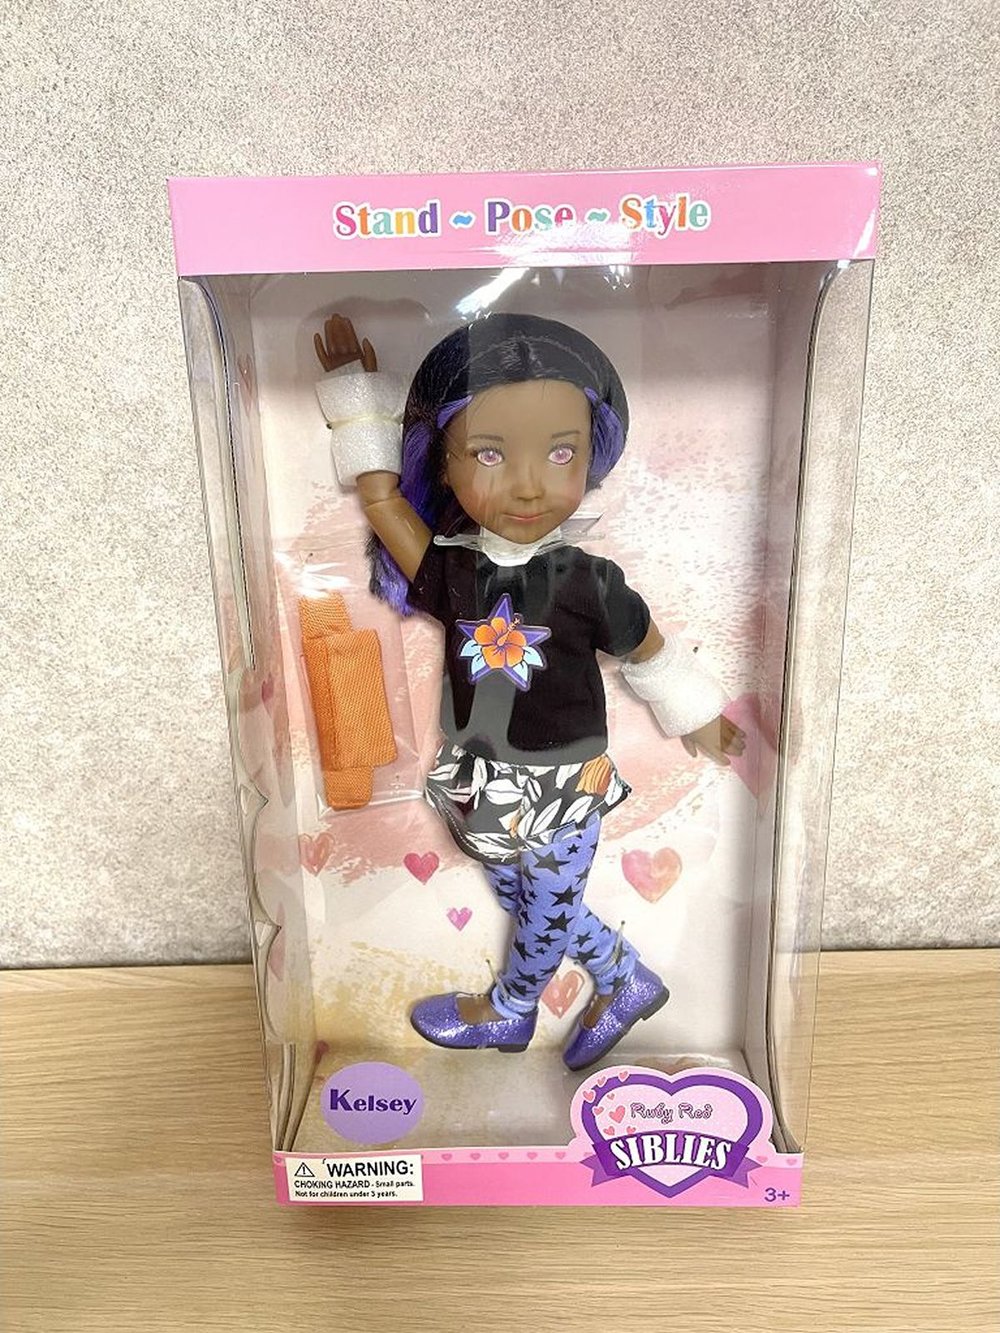 Stand ~ Pose ~ Style
Kelsey
Ruby Red
SIBLIES
WARNING:
CHOKING HAZARD - Small parts.
Not for children under 3 years.
3+